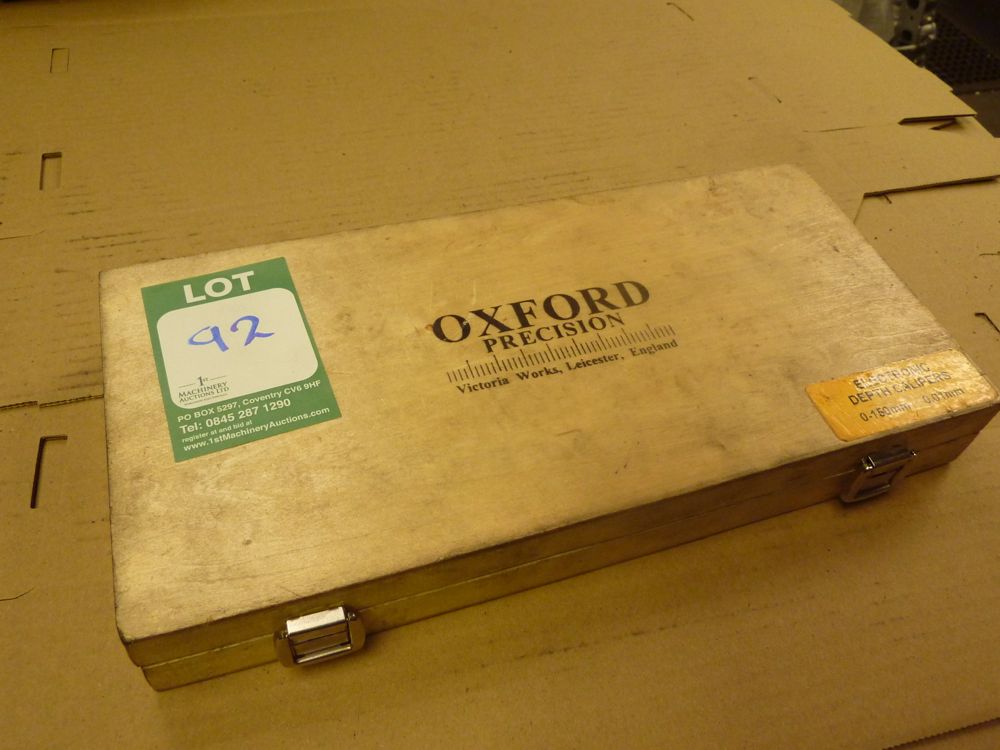 LOT
92
1st
MACHINERY
AUCTIONS LTD
PO BOX 5297, Coventry CV6 9HF
Tel: 0845 287 1290
register at and bid at
www.1stMachineryAuctions.com
OXFORD
PRECISION
Victoria Works, Leicester, England
ELECTRONIC
DEPTH CALIPERS
0-150mm 0.01mm